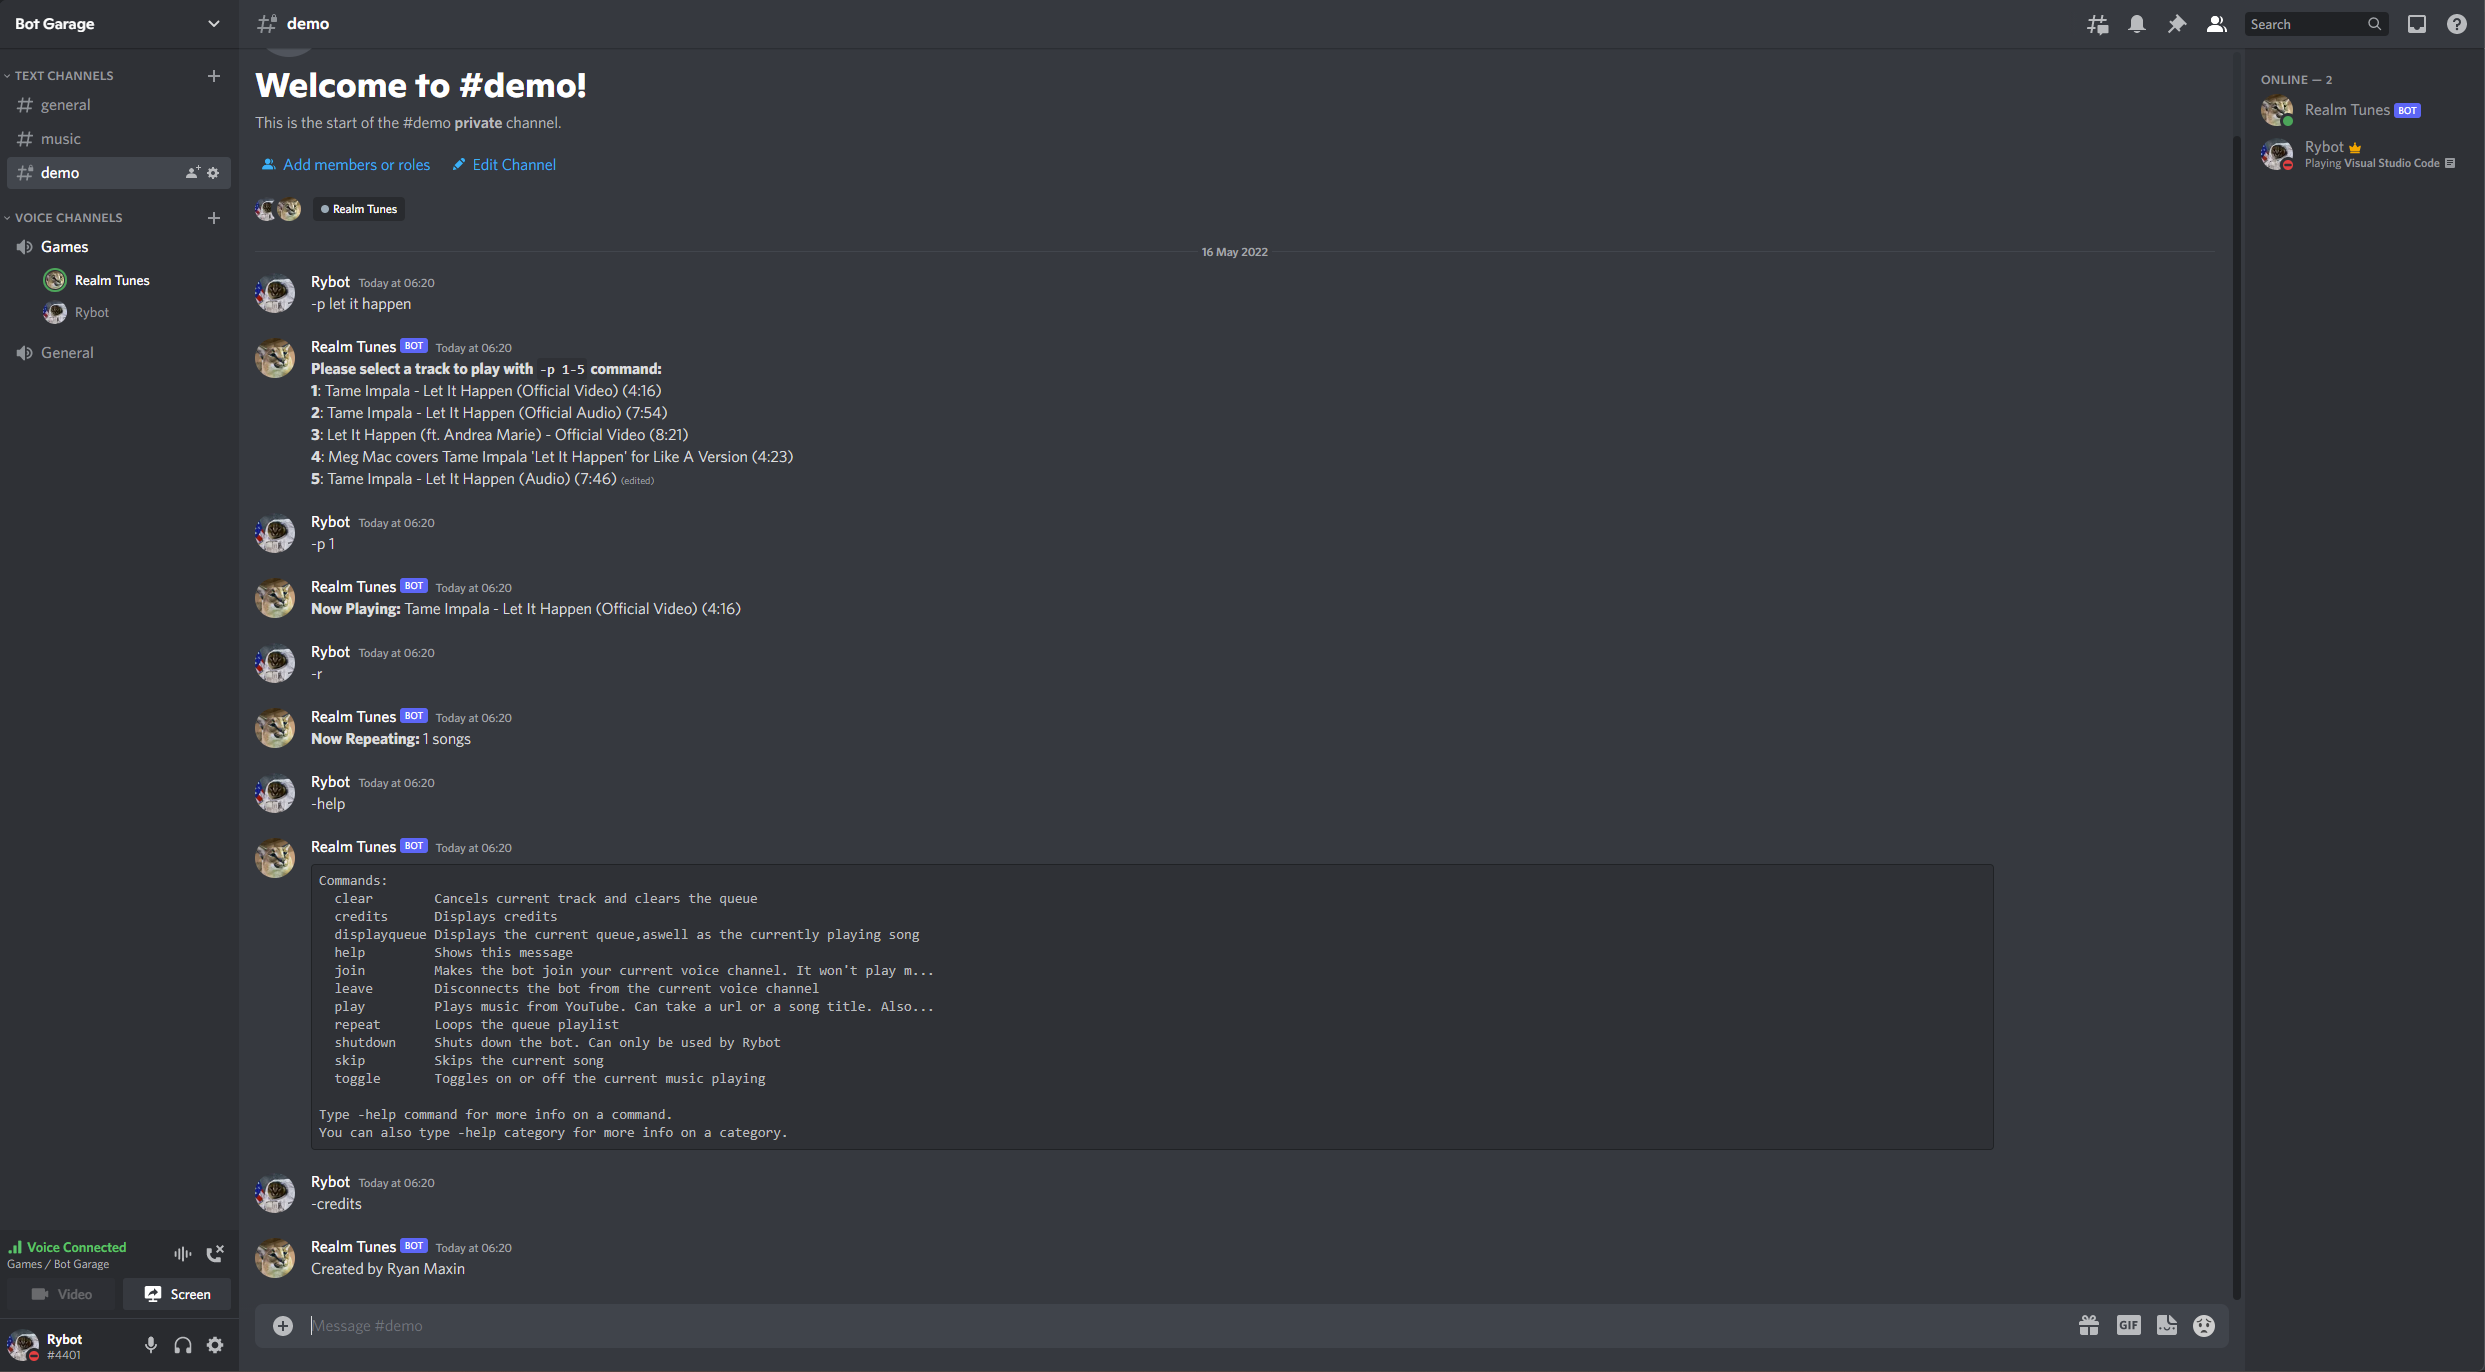 Bot Garage
TEXT CHANNELS
general
music
demo
VOICE CHANNELS
Games
Realm Tunes
Rybot
General
Voice Connected
Games / Bot Garage
Video
Screen
Rybot
#4401
demo
Search
Welcome to #demo!
This is the start of the #demo private channel.
Add members or roles
Edit Channel
Realm Tunes
16 May 2022
Rybot Today at 06:20
-p let it happen
Realm Tunes BOT Today at 06:20
Please select a track to play with -p 1-5 command:
1: Tame Impala - Let It Happen (Official Video) (4:16)
2: Tame Impala - Let It Happen (Official Audio) (7:54)
3: Let It Happen (ft. Andrea Marie) - Official Video (8:21)
4: Meg Mac covers Tame Impala 'Let It Happen' for Like A Version (4:23)
5: Tame Impala - Let It Happen (Audio) (7:46) (edited)
Rybot Today at 06:20
-p 1
Realm Tunes BOT Today at 06:20
Now Playing: Tame Impala - Let It Happen (Official Video) (4:16)
Rybot Today at 06:20
-r
Realm Tunes BOT Today at 06:20
Now Repeating: 1 songs
Rybot Today at 06:20
-help
Realm Tunes BOT Today at 06:20
Commands:
clear Cancels current track and clears the queue
credits Displays credits
displayqueue Displays the current queue,aswell as the currently playing song
help Shows this message
join Makes the bot join your current voice channel. It won't play m...
leave Disconnects the bot from the current voice channel
play Plays music from YouTube. Can take a url or a song title. Also...
repeat Loops the queue playlist
shutdown Shuts down the bot. Can only be used by Rybot
skip Skips the current song
toggle Toggles on or off the current music playing
Type -help command for more info on a command.
You can also type -help category for more info on a category.
Rybot Today at 06:20
-credits
Realm Tunes BOT Today at 06:20
Created by Ryan Maxin
Message #demo
GIF
ONLINE — 2
Realm Tunes BOT
Rybot
Playing Visual Studio Code